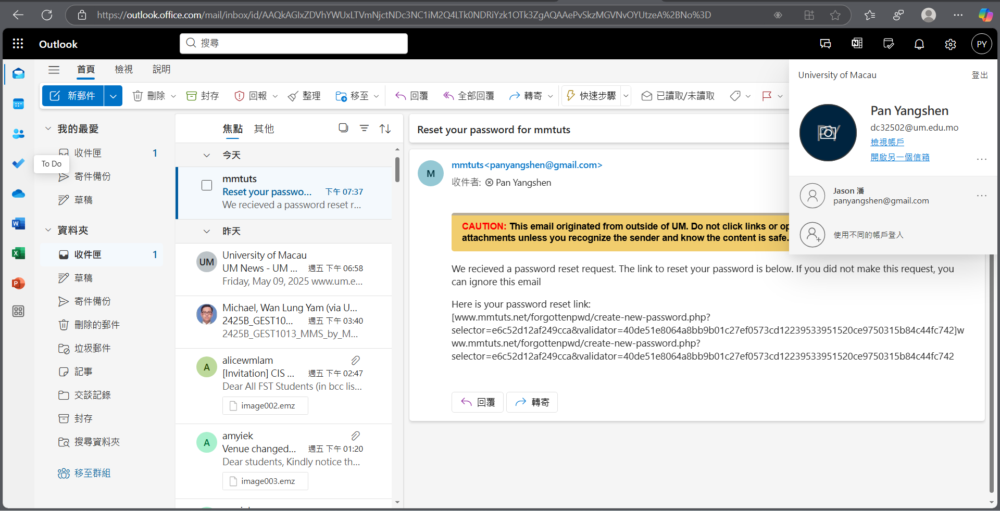 https://outlook.office.com/mail/inbox/id/AAQkAGIxZDVhYWUxLTVmNjctNDc3NC1iM2Q4LTk0NDRiYzk1OTk3ZgAQAAePvSkzMGVNvOYUtzeA%2BNo%3D
Outlook
搜尋
PY
首頁 檢視 說明
新郵件 刪除 封存 回報 整理 移至 回覆 全部回覆 轉寄 快速步驟 已讀取/未讀取
我的最愛
收件匣 1
To Do
寄件備份
草稿
資料夾
收件匣 1
草稿
寄件備份
刪除的郵件
垃圾郵件
記事
交談記錄
封存
搜尋資料夾
移至群組
焦點 其他
今天
mmtuts
Reset your passwo... 下午 07:37
We recieved a password reset r...
昨天
UM
University of Macau
UM News - UM ... 週五 下午 06:58
Friday, May 09, 2025 www.um.e...
Michael, Wan Lung Yam (via U...
2425B_GEST10... 週五 下午 03:40
2425B_GEST1013_MMS_by_M...
A
alicewmlam
[Invitation] CIS ... 週五 下午 02:47
Dear All FST Students (in bcc lis...
image002.emz
A
amyiek
Venue changed... 週五 下午 01:20
Dear students, Kindly notice th...
image003.emz
Reset your password for mmtuts
M
mmtuts<panyangshen@gmail.com>
收件者: Pan Yangshen
CAUTION: This email originated from outside of UM. Do not click links or op
attachments unless you recognize the sender and know the content is safe.
We recieved a password reset request. The link to reset your password is below. If you did not make this request, you
can ignore this email
Here is your password reset link:
[www.mmtuts.net/forgottenpwd/create-new-password.php?
selector=e6c52d12af249cca&validator=40de51e8064a8bb9b01c27ef0573cd12239533951520ce9750315b84c44fc742]w
ww.mmtuts.net/forgottenpwd/create-new-password.php?
selector=e6c52d12af249cca&validator=40de51e8064a8bb9b01c27ef0573cd12239533951520ce9750315b84c44fc742
回覆 轉寄
University of Macau 登出
PY
Pan Yangshen
dc32502@um.edu.mo
檢視帳戶
開啟另一個信箱
Jason 潘
panyangshen@gmail.com
使用不同的帳戶登入